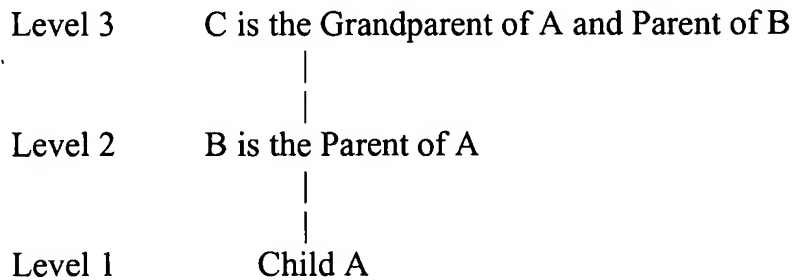 Level 3 C is the Grandparent of A and Parent of B
|
|
Level 2 B is the Parent of A
|
|
Level 1 Child A